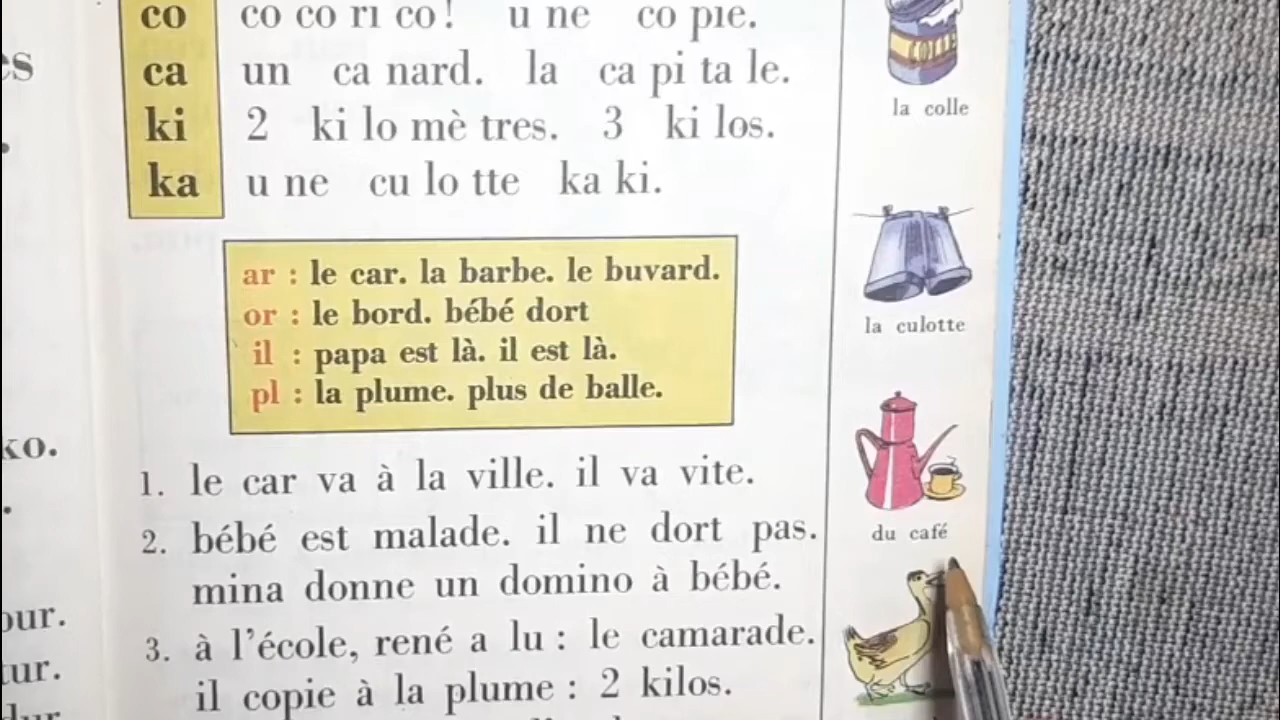 co co co ri co! u ne co pie.
ca un ca nard. la ca pi ta le.
ki 2 ki lo mè tres. 3 ki los.
ka u ne cu lo tte ka ki.
ar : le car. la barbe. le buvard.
or : le bord. bébé dort
il : papa est là. il est là.
pl : la plume. plus de balle.
1. le car va à la ville. il va vite.
2. bébé est malade. il ne dort pas.
mina donne un domino à bébé.
3. à l'école, rené a lu : le camarade.
il copie à la plume : 2 kilos.
COLLE
la colle
la culotte
du café